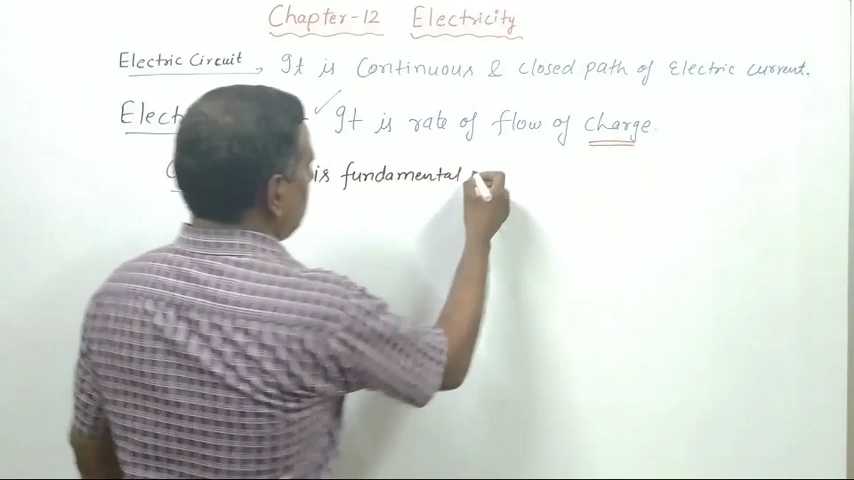 Chapter-12 Electricity
Electric Circuit → It is Continuous & closed path of Electric current.
Elect ✓ It is rate of flow of charge.
is fundamental